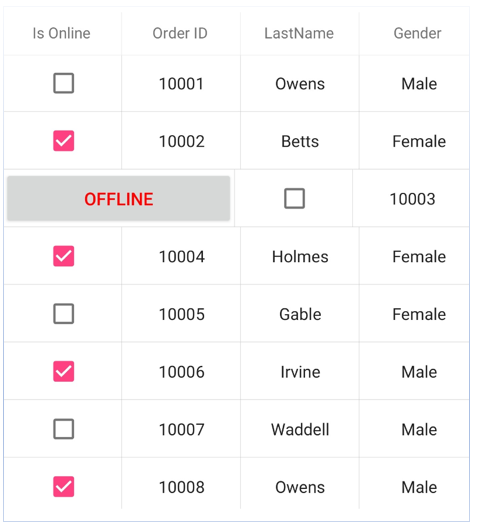 Is Online Order ID LastName Gender
10001 Owens Male
10002 Betts Female
OFFLINE 10003
10004 Holmes Female
10005 Gable Female
10006 Irvine Male
10007 Waddell Male
10008 Owens Male